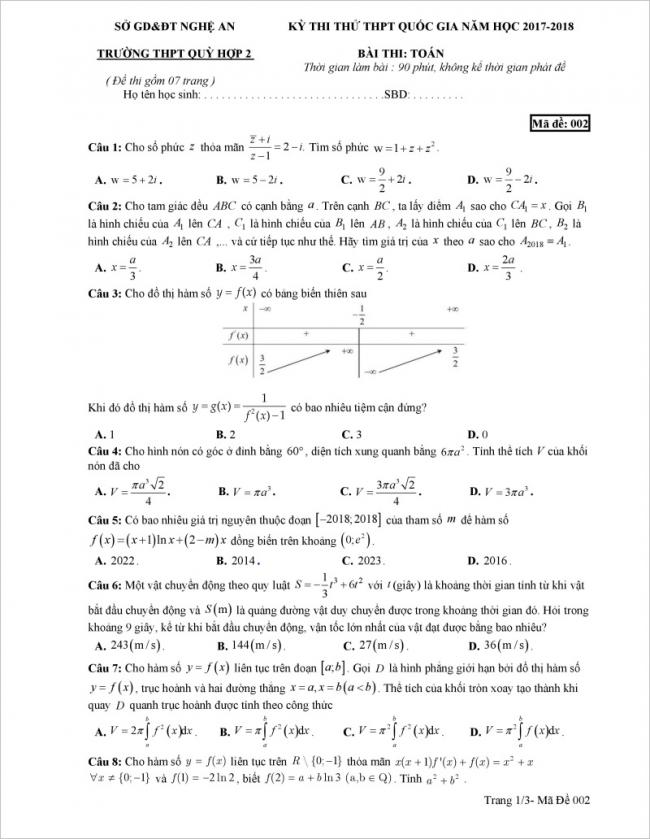 SỞ GD&ĐT NGHỆ AN
KỲ THI THỬ THPT QUỐC GIA NĂM HỌC 2017-2018
TRƯỜNG THPT QUỲ HỢP 2
BÀI THI: TOÁN
Thời gian làm bài : 90 phút, không kể thời gian phát đề
( Đề thi gồm 07 trang )
Họ tên học sinh: . . . . . . . . . . . . . . . . . . . . . . . . . . . . . .SBD: . . . . . . . . .
Mã đề: 002
Câu 1: Cho số phức z thỏa mãn (z̅ + i)/(z − 1) = 2 − i. Tìm số phức w = 1 + z + z².
A. w = 5 + 2i . B. w = 5 − 2i . C. w = 9/2 + 2i . D. w = 9/2 − 2i .
Câu 2: Cho tam giác đều ABC có cạnh bằng a. Trên cạnh BC, ta lấy điểm A₁ sao cho CA₁ = x. Gọi B₁
là hình chiếu của A₁ lên CA , C₁ là hình chiếu của B₁ lên AB, A₂ là hình chiếu của C₁ lên BC, B₂ là
hình chiếu của A₂ lên CA ,... và cứ tiếp tục như thế. Hãy tìm giá trị của x theo a sao cho A₂₀₁₈ ≡ A₁.
A. x = a/3 . B. x = 3a/4 . C. x = a/2 . D. x = 2a/3 .
Câu 3: Cho đồ thị hàm số y = f(x) có bảng biến thiên sau
x −∞ −1/2 +∞
f′(x) + +
f(x) 3/2 +∞ −∞ 3/2
Khi đó đồ thị hàm số y = g(x) = 1/(f²(x) − 1) có bao nhiêu tiệm cận đứng?
A. 1 B. 2 C. 3 D. 0
Câu 4: Cho hình nón có góc ở đỉnh bằng 60°, diện tích xung quanh bằng 6πa². Tính thể tích V của khối
nón đã cho
A. V = πa³√2/4 . B. V = πa³. C. V = 3πa³√2/4 . D. V = 3πa³.
Câu 5: Có bao nhiêu giá trị nguyên thuộc đoạn [−2018; 2018] của tham số m để hàm số
f(x) = (x + 1)ln x + (2 − m)x đồng biến trên khoảng (0; e²).
A. 2022 . B. 2014 . C. 2023 . D. 2016 .
Câu 6: Một vật chuyển động theo quy luật S = −1/3 t³ + 6t² với t (giây) là khoảng thời gian tính từ khi vật
bắt đầu chuyển động và S(m) là quãng đường vật duy chuyển được trong khoảng thời gian đó. Hỏi trong
khoảng 9 giây, kể từ khi bắt đầu chuyển động, vận tốc lớn nhất của vật đạt được bằng bao nhiêu?
A. 243(m/s). B. 144(m/s). C. 27(m/s). D. 36(m/s).
Câu 7: Cho hàm số y = f(x) liên tục trên đoạn [a;b]. Gọi D là hình phẳng giới hạn bởi đồ thị hàm số
y = f(x), trục hoành và hai đường thẳng x = a, x = b (a < b). Thể tích của khối tròn xoay tạo thành khi
quay D quanh trục hoành được tính theo công thức
A. V = 2π∫ₐᵇ f²(x)dx . B. V = π∫ₐᵇ f²(x)dx . C. V = π²∫ₐᵇ f²(x)dx . D. V = π²∫ₐᵇ f(x)dx .
Câu 8: Cho hàm số y = f(x) liên tục trên R \ {0; −1} thỏa mãn x(x + 1)f′(x) + f(x) = x² + x
∀x ≠ {0; −1} và f(1) = −2 ln 2 , biết f(2) = a + b ln 3 (a,b ∈ Q) . Tính a² + b² .
Trang 1/3- Mã Đề 002